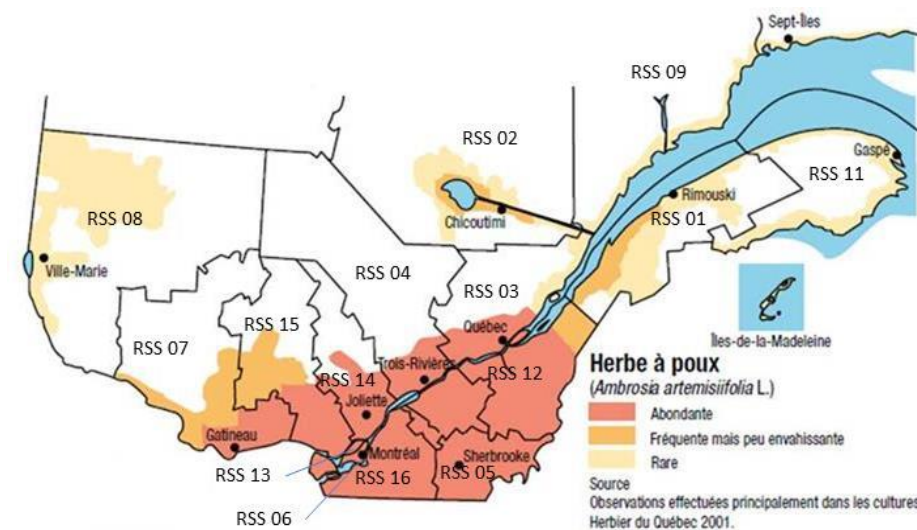 Sept-Îles
RSS 09
RSS 02
Gaspé
RSS 11
RSS 08
Rimouski
Chicoutimi
RSS 01
Ville-Marie
RSS 04
RSS 03
RSS 15
Îles-de-la-Madeleine
RSS 07
Québec
Trois-Rivières
RSS 14
RSS 12
Joliette
Gatineau
Montréal
Sherbrooke
RSS 13
RSS 16
RSS 05
RSS 06
Herbe à poux
(Ambrosia artemisiifolia L.)
Abondante
Fréquente mais peu envahissante
Rare
Source
Observations effectuées principalement dans les cultures
Herbier du Québec 2001.